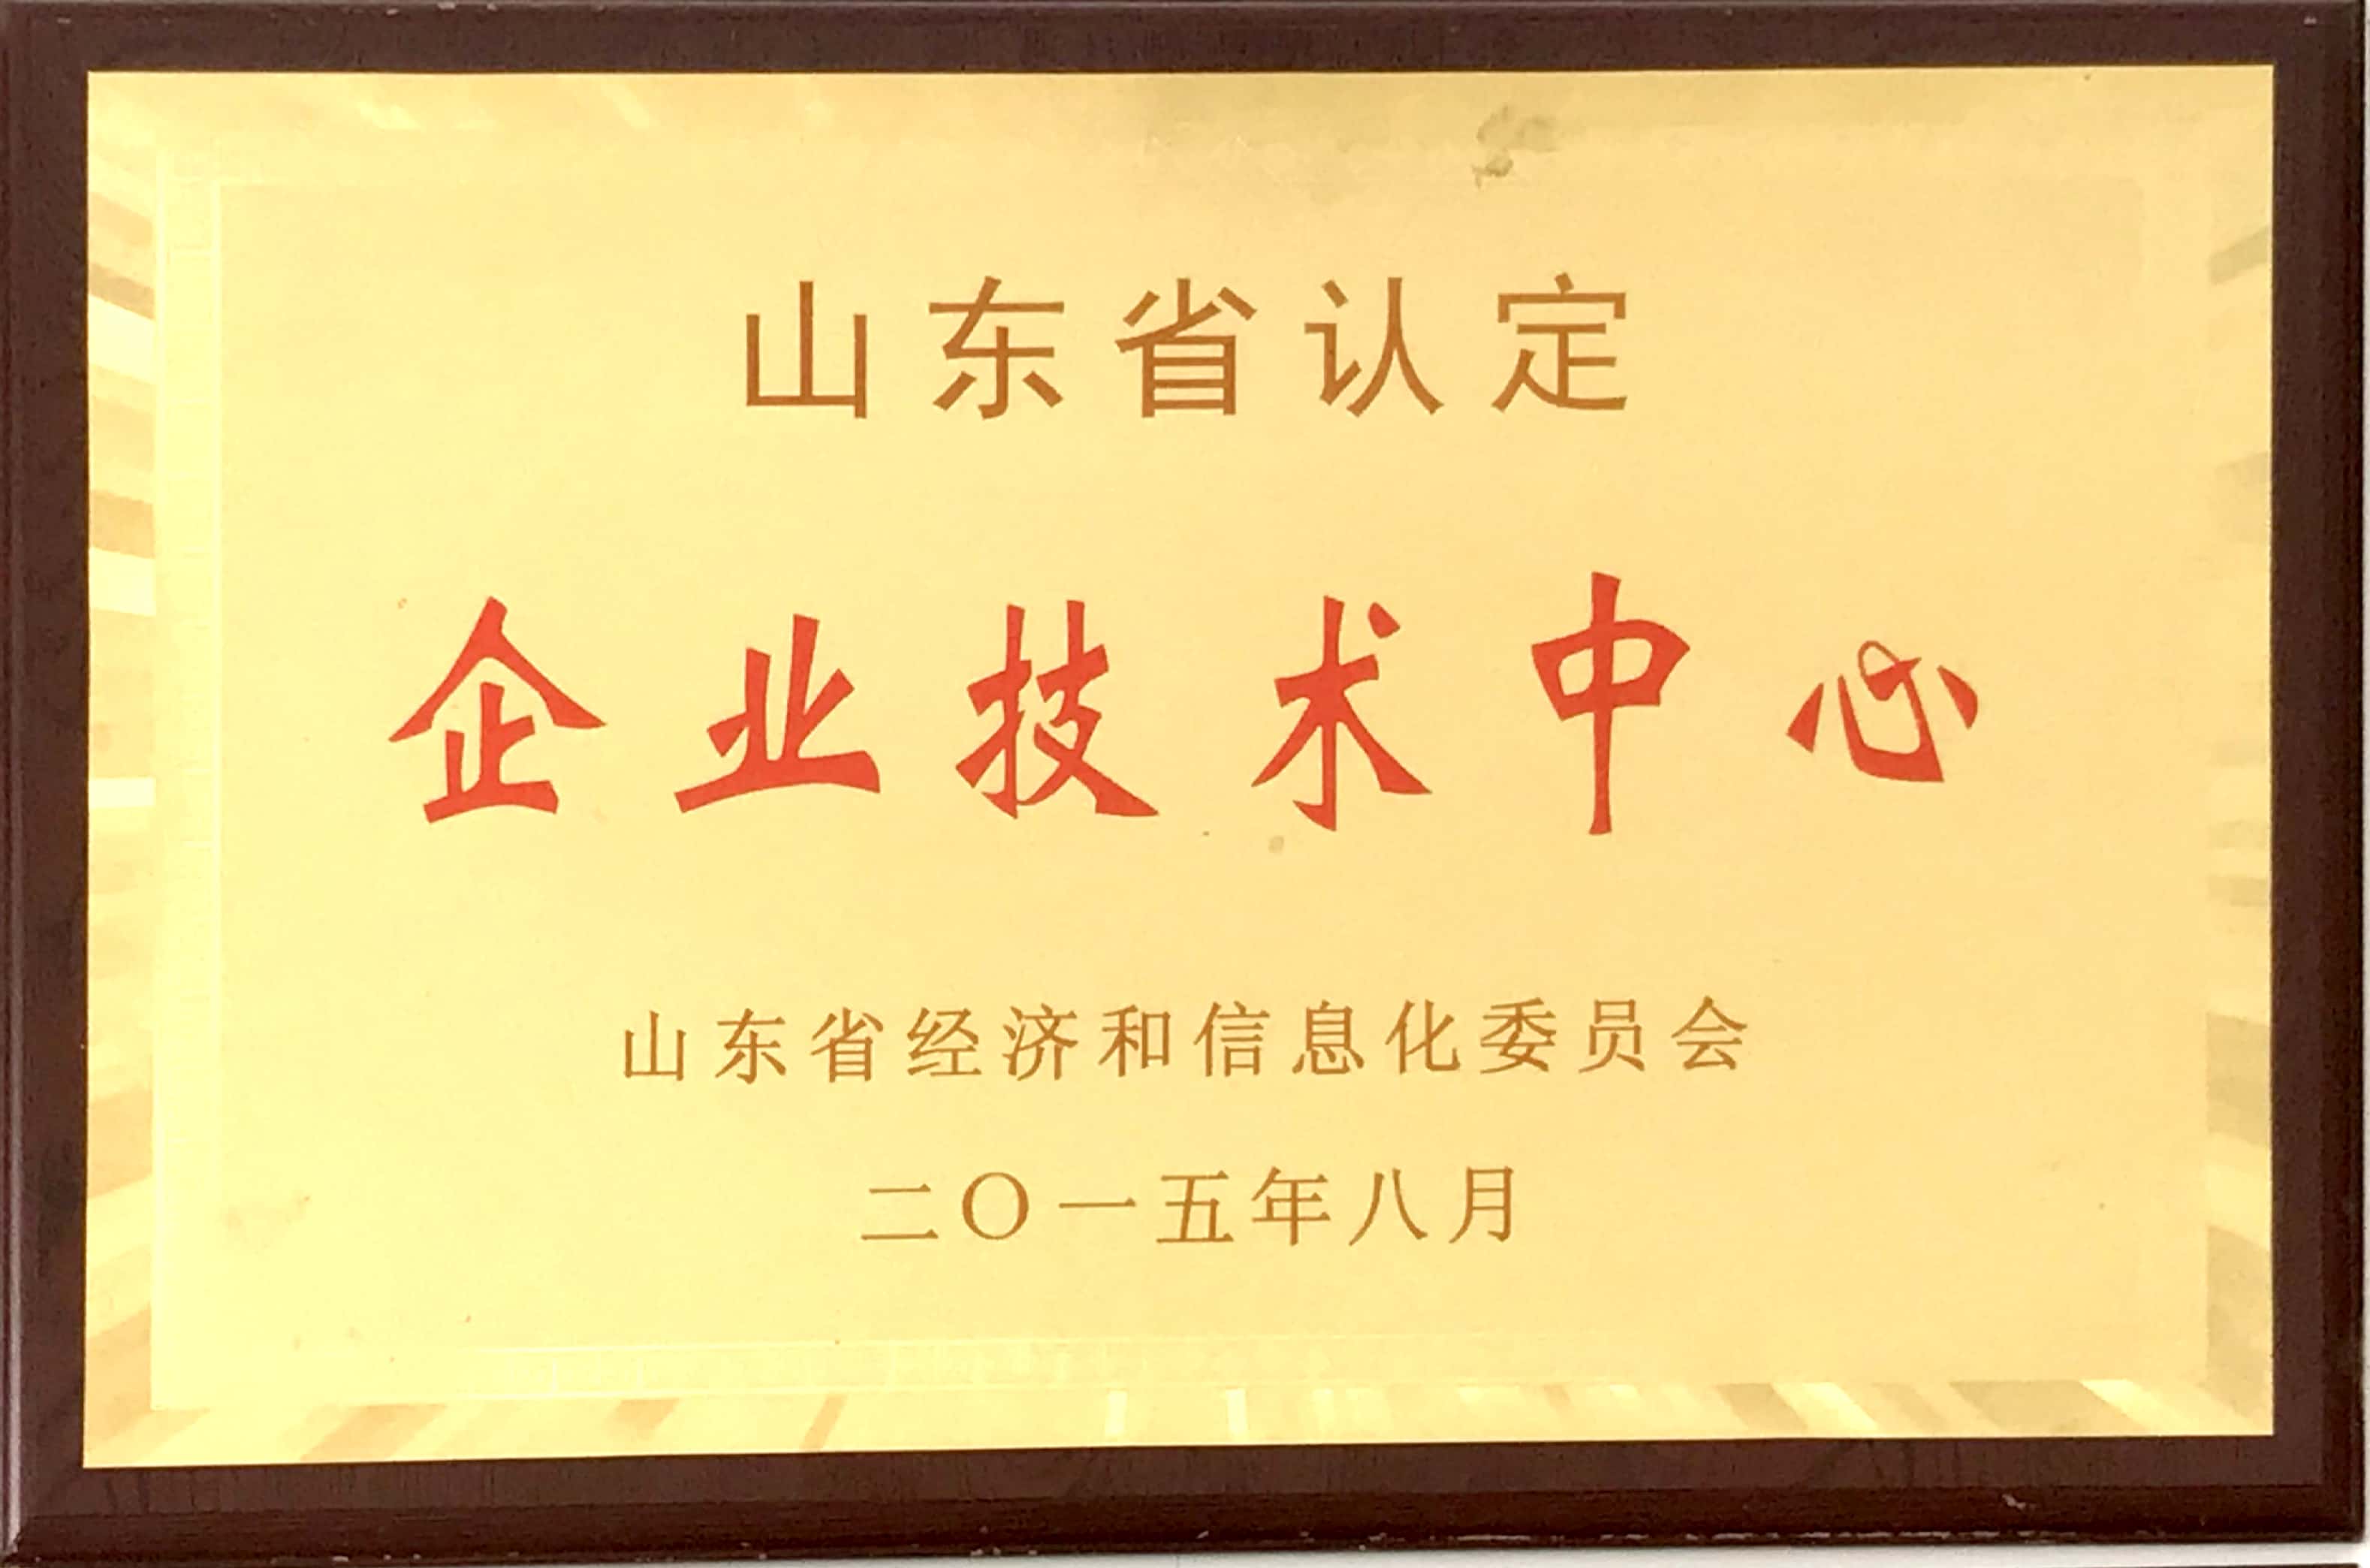 山东省认定
企业技术中心
山东省经济和信息化委员会
二〇一五年八月